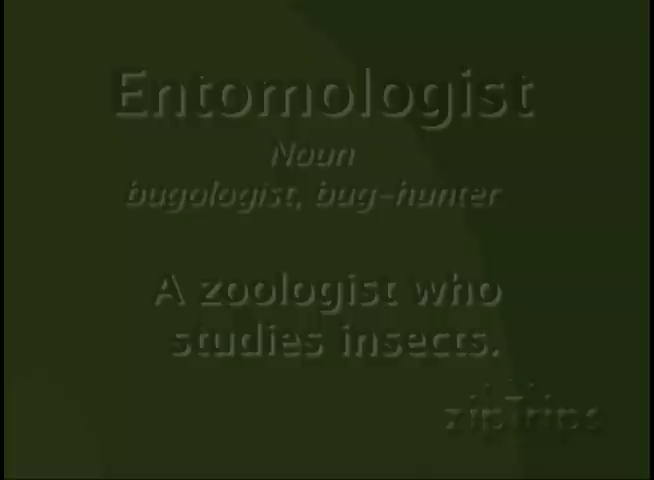 Entomologist
Noun
bugologist, bug-hunter
A zoologist who
studies insects.
zipTrips